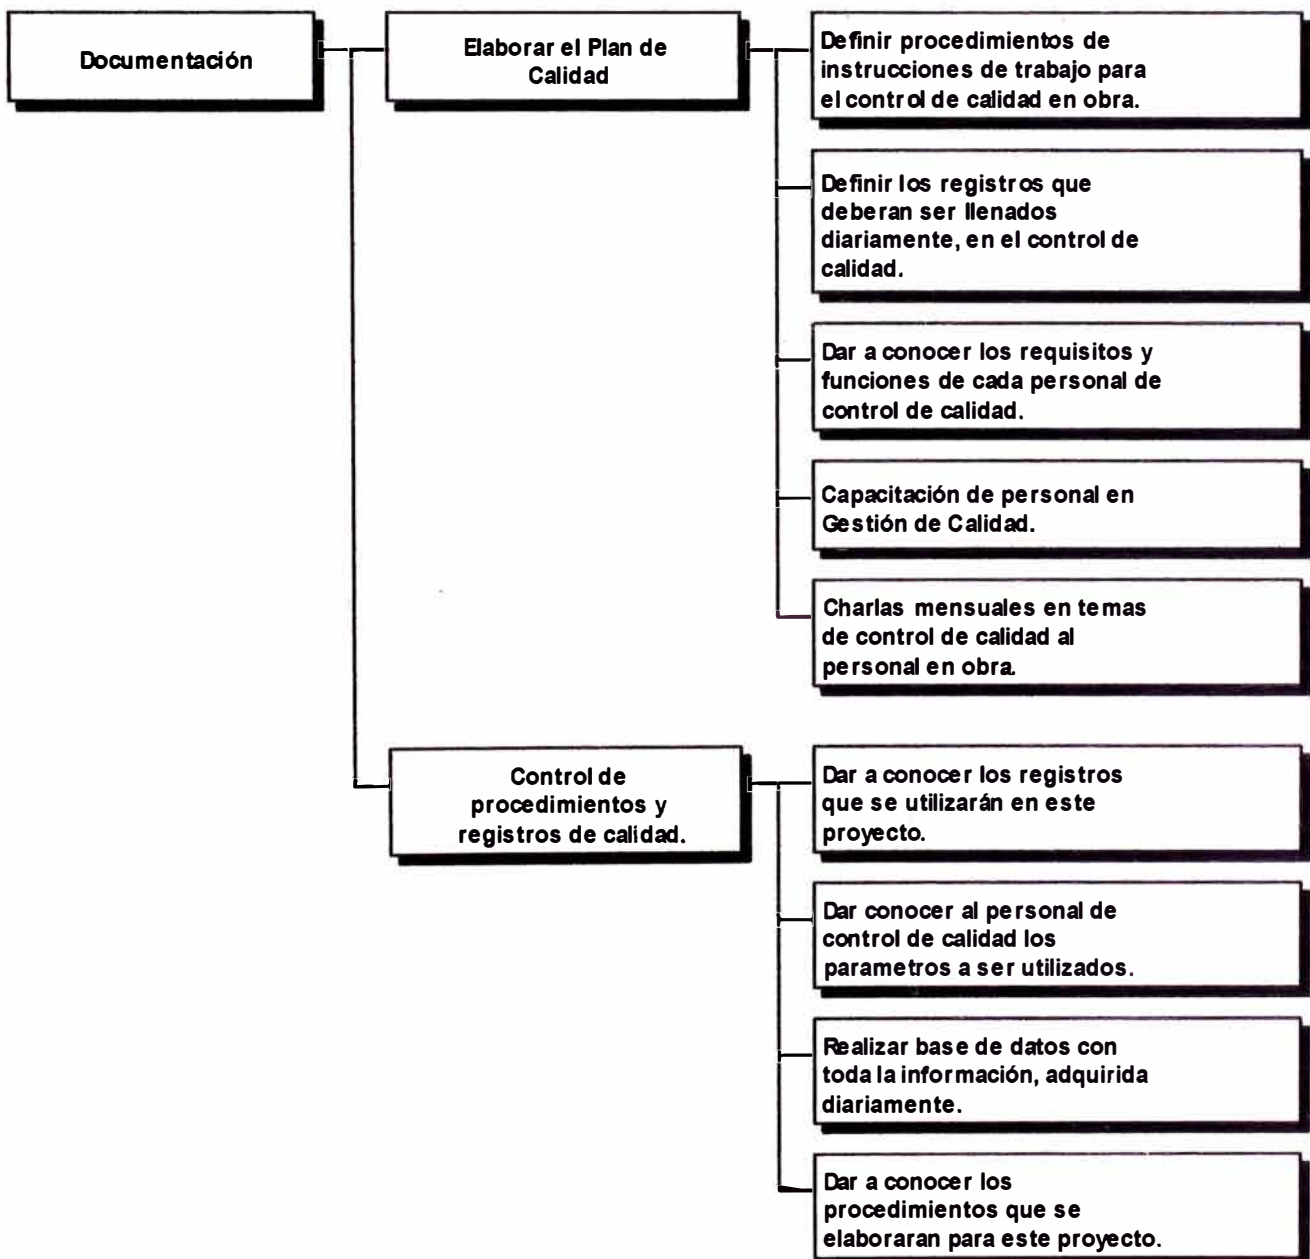 Documentación
Elaborar el Plan de
Calidad
Definir procedimientos de
instrucciones de trabajo para
el control de calidad en obra.
Definir los registros que
deberan ser llenados
diariamente, en el control de
calidad.
Dar a conocer los requisitos y
funciones de cada personal de
control de calidad.
Capacitación de personal en
Gestión de Calidad.
Charlas mensuales en temas
de control de calidad al
personal en obra.
Control de
procedimientos y
registros de calidad.
Dar a conocer los registros
que se utilizarán en este
proyecto.
Dar conocer al personal de
control de calidad los
parametros a ser utilizados.
Realizar base de datos con
toda la información, adquirida
diariamente.
Dar a conocer los
procedimientos que se
elaboraran para este proyecto.